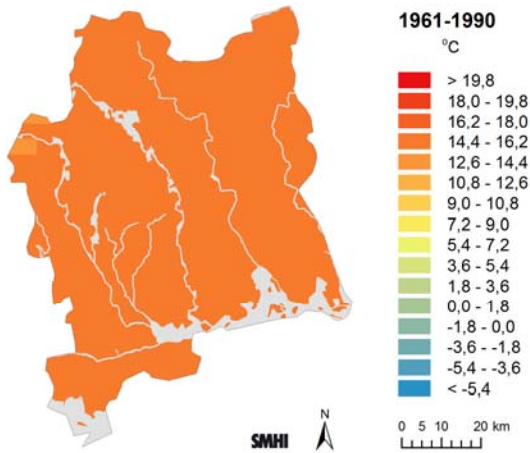 1961-1990
°C
> 19,8
18,0 - 19,8
16,2 - 18,0
14,4 - 16,2
12,6 - 14,4
10,8 - 12,6
9,0 - 10,8
7,2 - 9,0
5,4 - 7,2
3,6 - 5,4
1,8 - 3,6
0,0 - 1,8
-1,8 - 0,0
-3,6 - -1,8
-5,4 - -3,6
< -5,4
0 5 10 20 km
N
SMHI